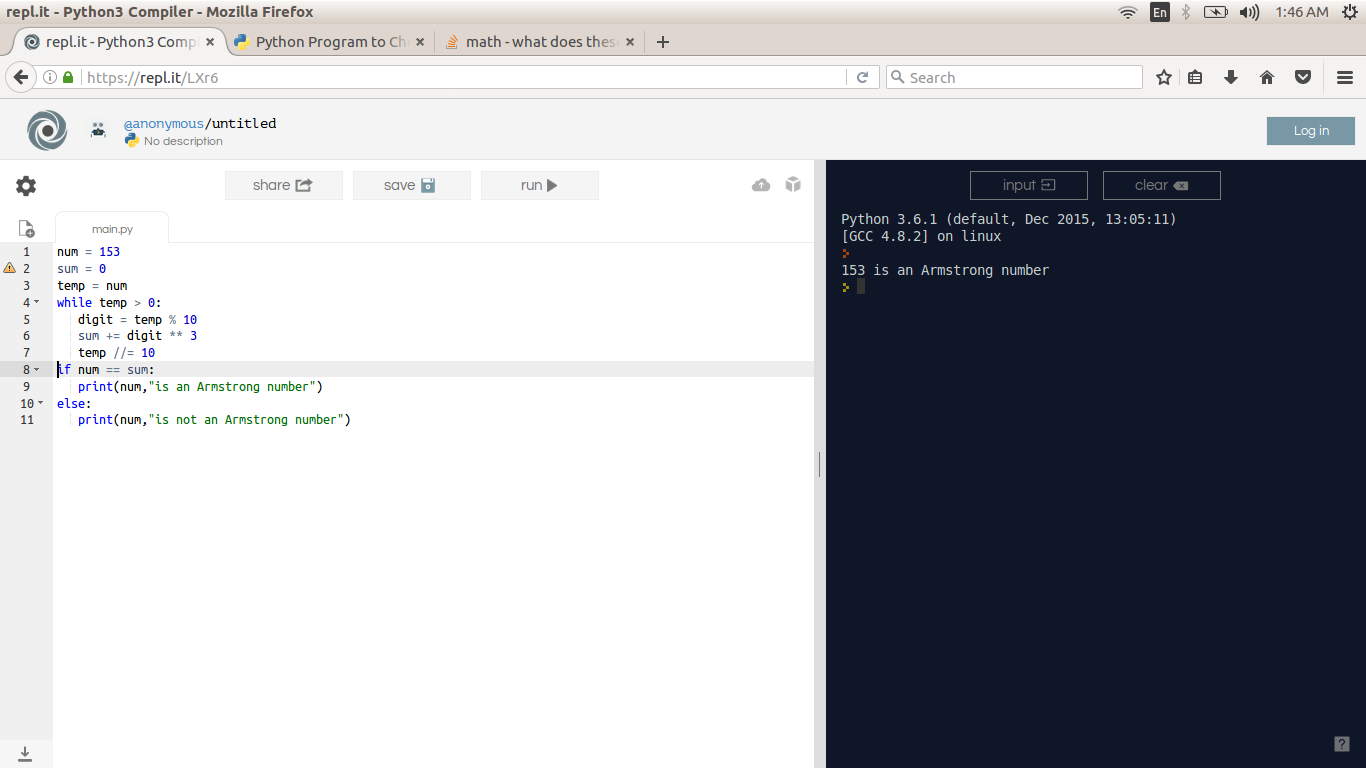 repl.it - Python3 Compiler - Mozilla Firefox
En
1:46 AM
repl.it - Python3 Comp
Python Program to Ch
math - what does thes
https://repl.it/LXr6
Search
@anonymous/untitled
No description
Log in
share
save
run
input
clear
main.py
1 num = 153
2 sum = 0
3 temp = num
4 while temp > 0:
5 digit = temp % 10
6 sum += digit ** 3
7 temp //= 10
8 if num == sum:
9 print(num,"is an Armstrong number")
10 else:
11 print(num,"is not an Armstrong number")
Python 3.6.1 (default, Dec 2015, 13:05:11)
[GCC 4.8.2] on linux
153 is an Armstrong number
?